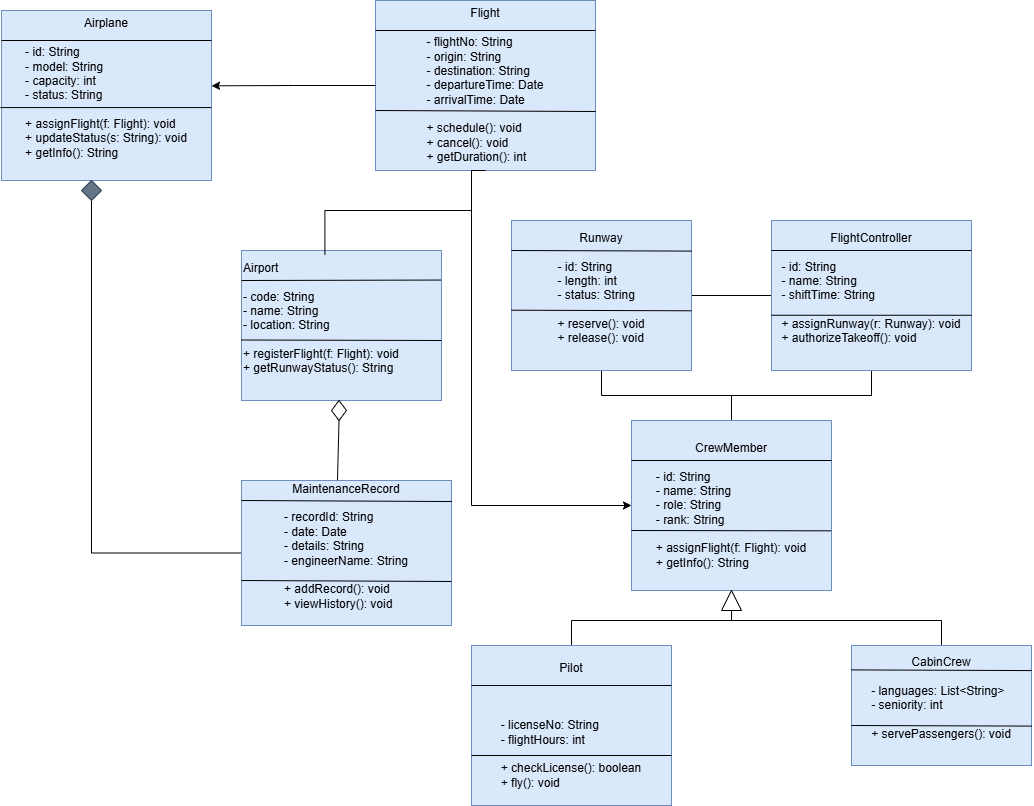 Airplane
- id: String
- model: String
- capacity: int
- status: String
+ assignFlight(f: Flight): void
+ updateStatus(s: String): void
+ getInfo(): String
Flight
- flightNo: String
- origin: String
- destination: String
- departureTime: Date
- arrivalTime: Date
+ schedule(): void
+ cancel(): void
+ getDuration(): int
Airport
- code: String
- name: String
- location: String
+ registerFlight(f: Flight): void
+ getRunwayStatus(): String
Runway
- id: String
- length: int
- status: String
+ reserve(): void
+ release(): void
FlightController
- id: String
- name: String
- shiftTime: String
+ assignRunway(r: Runway): void
+ authorizeTakeoff(): void
MaintenanceRecord
- recordId: String
- date: Date
- details: String
- engineerName: String
+ addRecord(): void
+ viewHistory(): void
CrewMember
- id: String
- name: String
- role: String
- rank: String
+ assignFlight(f: Flight): void
+ getInfo(): String
Pilot
- licenseNo: String
- flightHours: int
+ checkLicense(): boolean
+ fly(): void
CabinCrew
- languages: List<String>
- seniority: int
+ servePassengers(): void